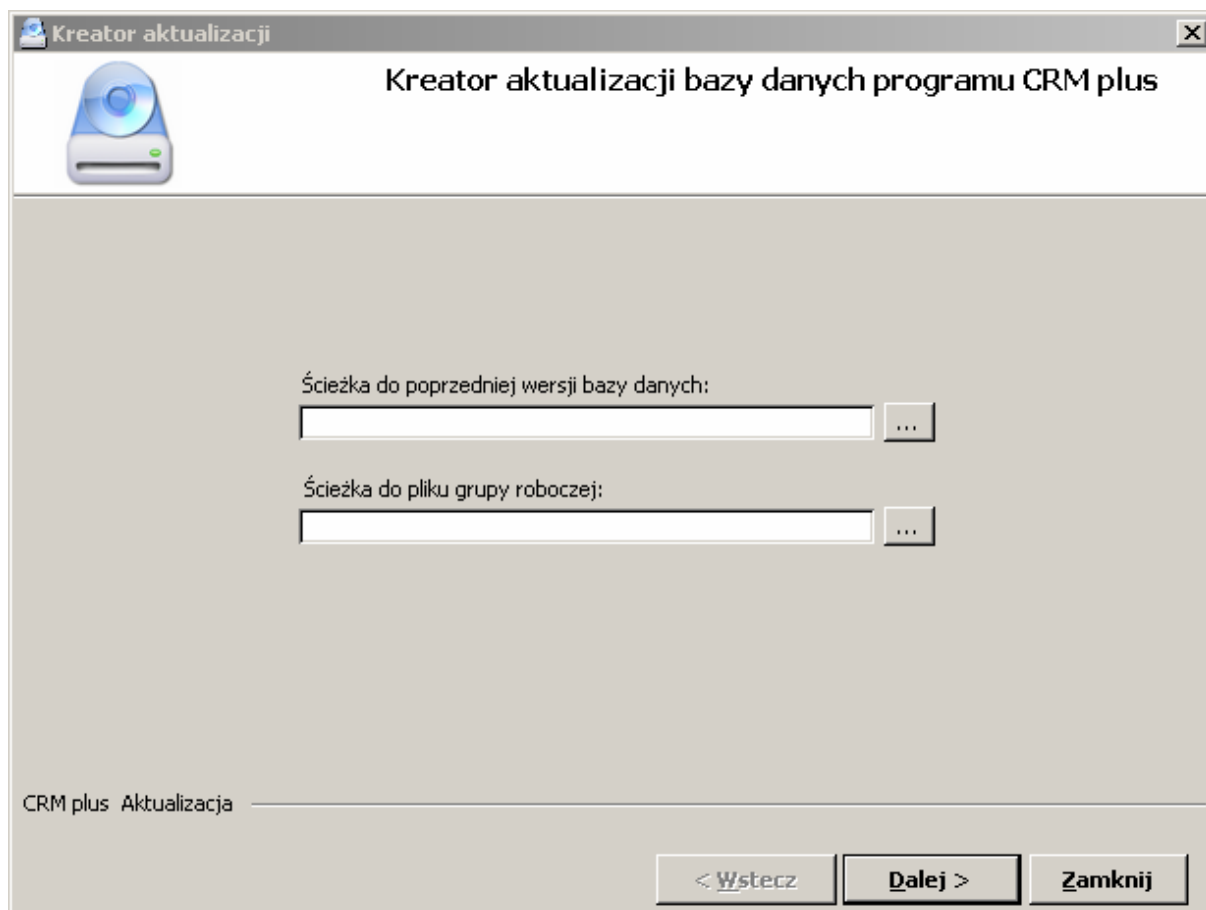 Kreator aktualizacji
Kreator aktualizacji bazy danych programu CRM plus
Ścieżka do poprzedniej wersji bazy danych:
...
Ścieżka do pliku grupy roboczej:
...
CRM plus Aktualizacja
< Wstecz
Dalej >
Zamknij